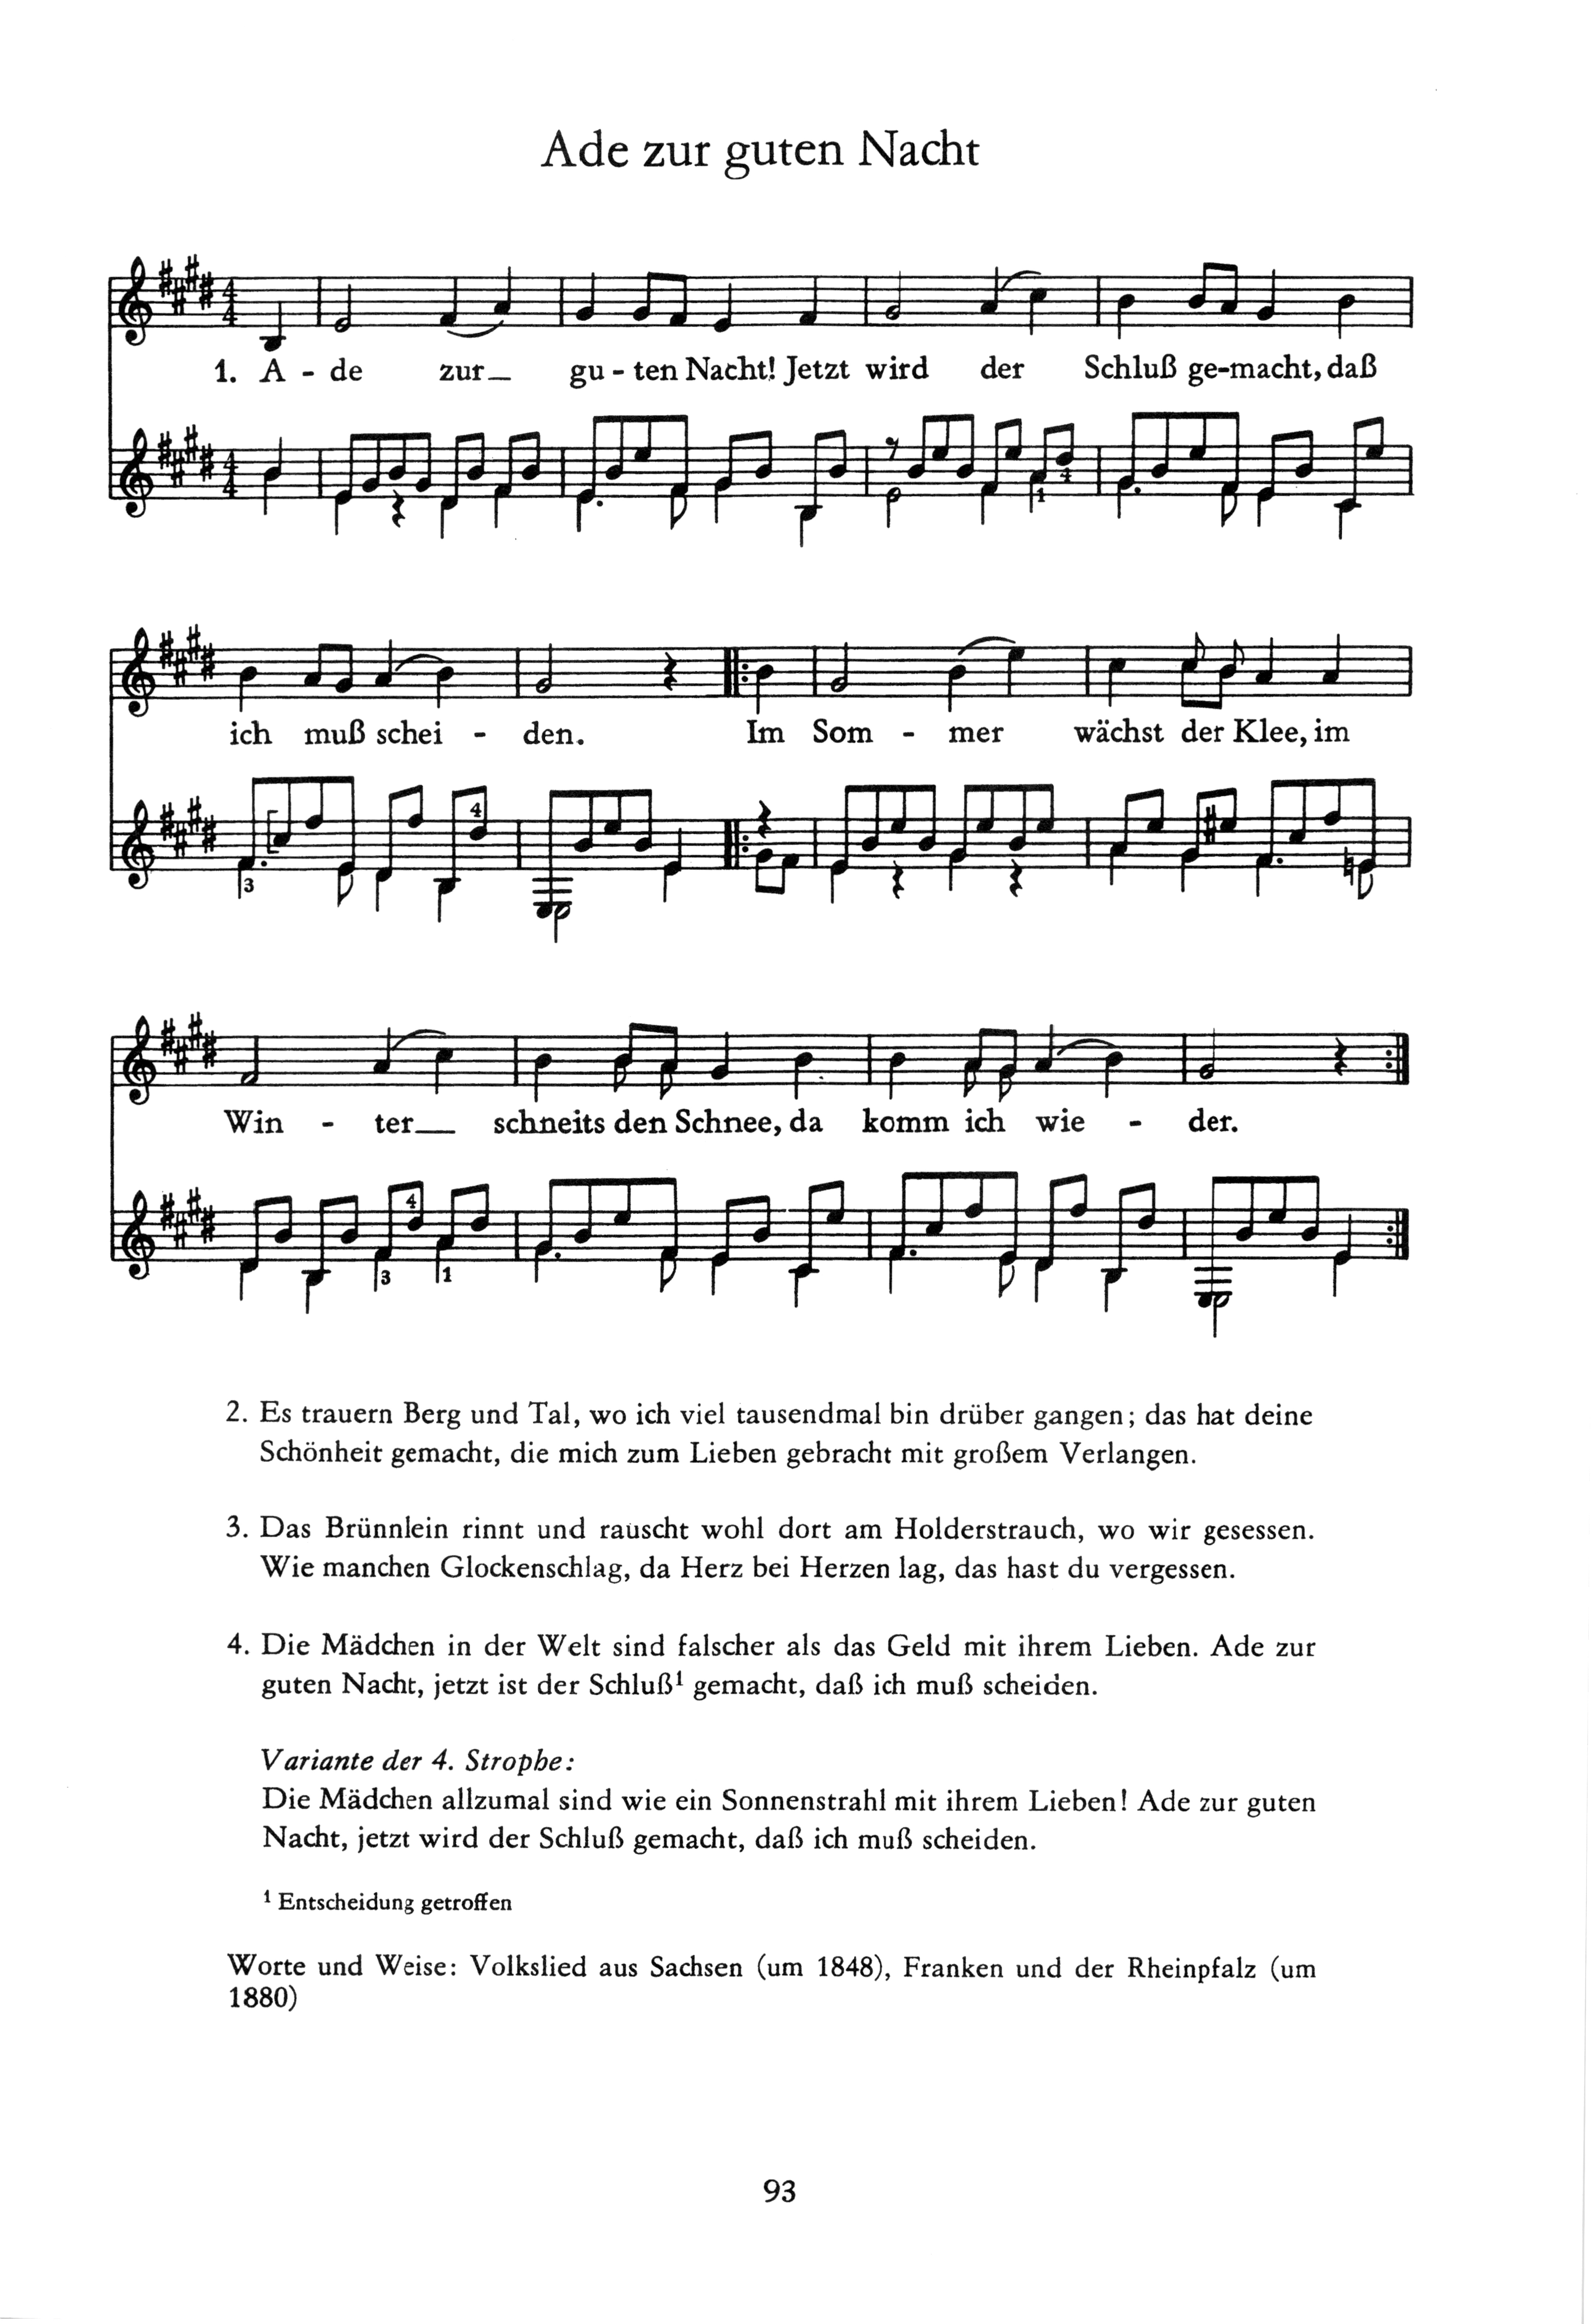 Ade zur guten Nacht
1. A - de zur_ gu - ten Nacht! Jetzt wird der Schluß ge-macht, daß
4
1
ich muß schei - den. Im Som - mer wächst der Klee, im
4
3
Win - ter_ schneits den Schnee, da komm ich wie - der.
4
3 1
2. Es trauern Berg und Tal, wo ich viel tausendmal bin drüber gangen; das hat deine
Schönheit gemacht, die mich zum Lieben gebracht mit großem Verlangen.
3. Das Brünnlein rinnt und rauscht wohl dort am Holderstrauch, wo wir gesessen.
Wie manchen Glockenschlag, da Herz bei Herzen lag, das hast du vergessen.
4. Die Mädchen in der Welt sind falscher als das Geld mit ihrem Lieben. Ade zur
guten Nacht, jetzt ist der Schluß¹ gemacht, daß ich muß scheiden.
Variante der 4. Strophe:
Die Mädchen allzumal sind wie ein Sonnenstrahl mit ihrem Lieben! Ade zur guten
Nacht, jetzt wird der Schluß gemacht, daß ich muß scheiden.
¹ Entscheidung getroffen
Worte und Weise: Volkslied aus Sachsen (um 1848), Franken und der Rheinpfalz (um
1880)
93